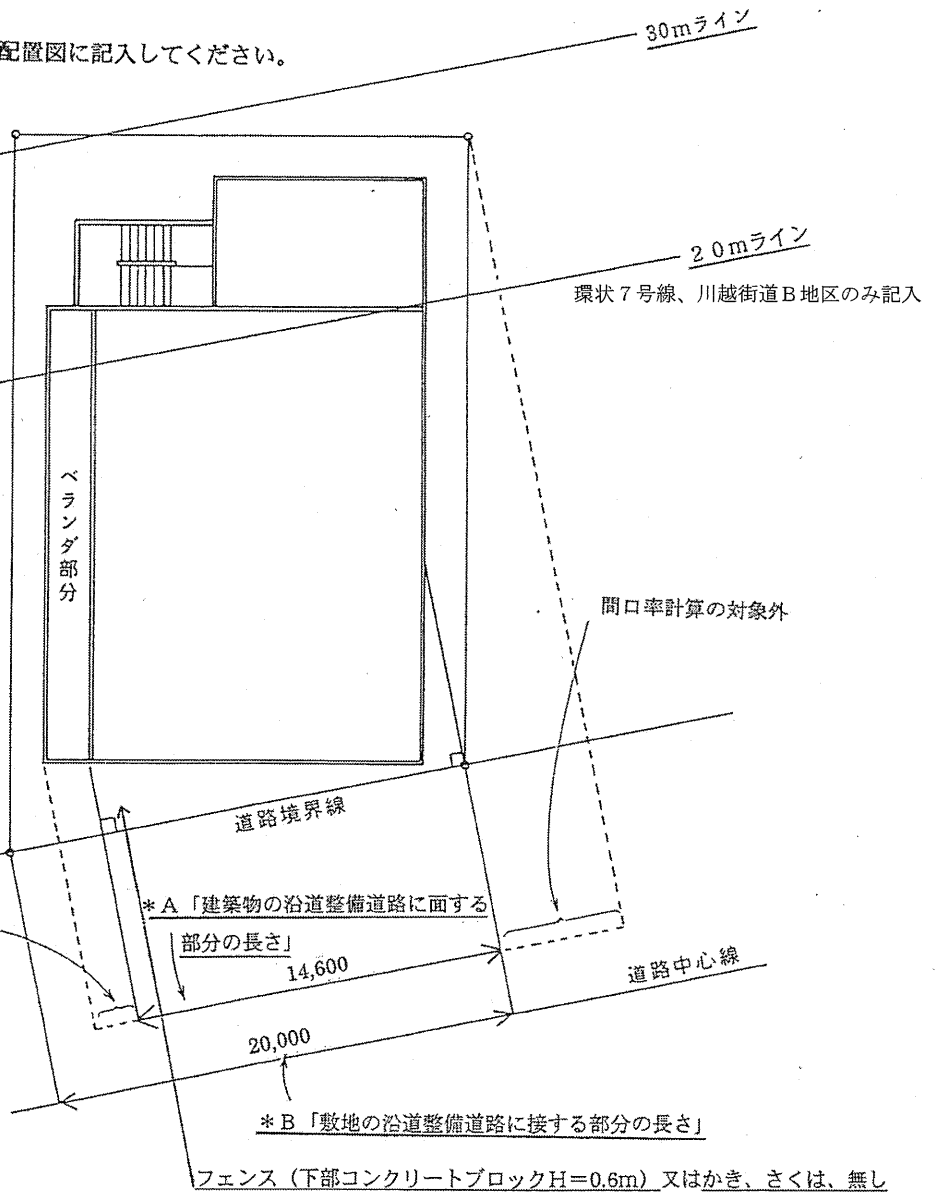 配置図に記入してください。
30mライン
20mライン
環状7号線、川越街道B地区のみ記入
ベランダ部分
間口率計算の対象外
道路境界線
*A「建築物の沿道整備道路に面する
部分の長さ」
14,600
道路中心線
20,000
*B「敷地の沿道整備道路に接する部分の長さ」
フェンス(下部コンクリートブロックH=0.6m)又はかき、さくは、無し